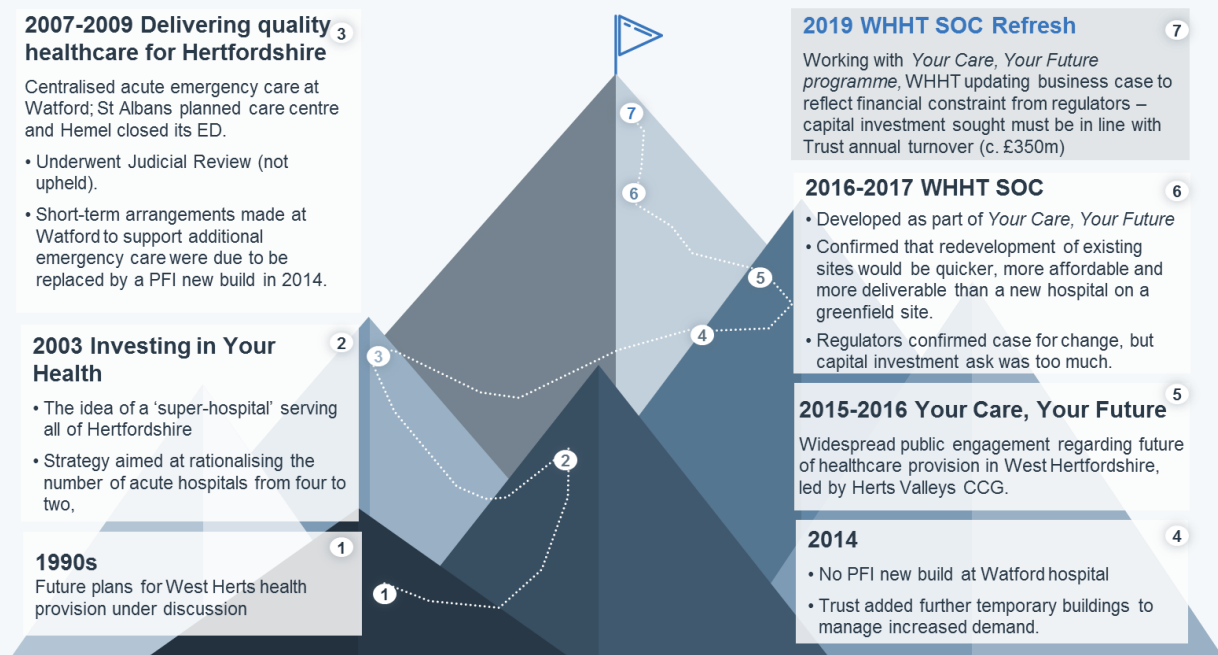 2007-2009 Delivering quality
healthcare for Hertfordshire
3
Centralised acute emergency care at
Watford; St Albans planned care centre
and Hemel closed its ED.
• Underwent Judicial Review (not
upheld).
• Short-term arrangements made at
Watford to support additional
emergency care were due to be
replaced by a PFI new build in 2014.
2003 Investing in Your
Health
2
• The idea of a ‘super-hospital’ serving
all of Hertfordshire
• Strategy aimed at rationalising the
number of acute hospitals from four to
two,
1990s
1
Future plans for West Herts health
provision under discussion
7
6
5
4
3
2
1
2019 WHHT SOC Refresh
7
Working with Your Care, Your Future
programme, WHHT updating business case to
reflect financial constraint from regulators –
capital investment sought must be in line with
Trust annual turnover (c. £350m)
2016-2017 WHHT SOC
6
• Developed as part of Your Care, Your Future
• Confirmed that redevelopment of existing
sites would be quicker, more affordable and
more deliverable than a new hospital on a
greenfield site.
• Regulators confirmed case for change, but
capital investment ask was too much.
2015-2016 Your Care, Your Future
5
Widespread public engagement regarding future
of healthcare provision in West Hertfordshire,
led by Herts Valleys CCG.
2014
4
• No PFI new build at Watford hospital
• Trust added further temporary buildings to
manage increased demand.